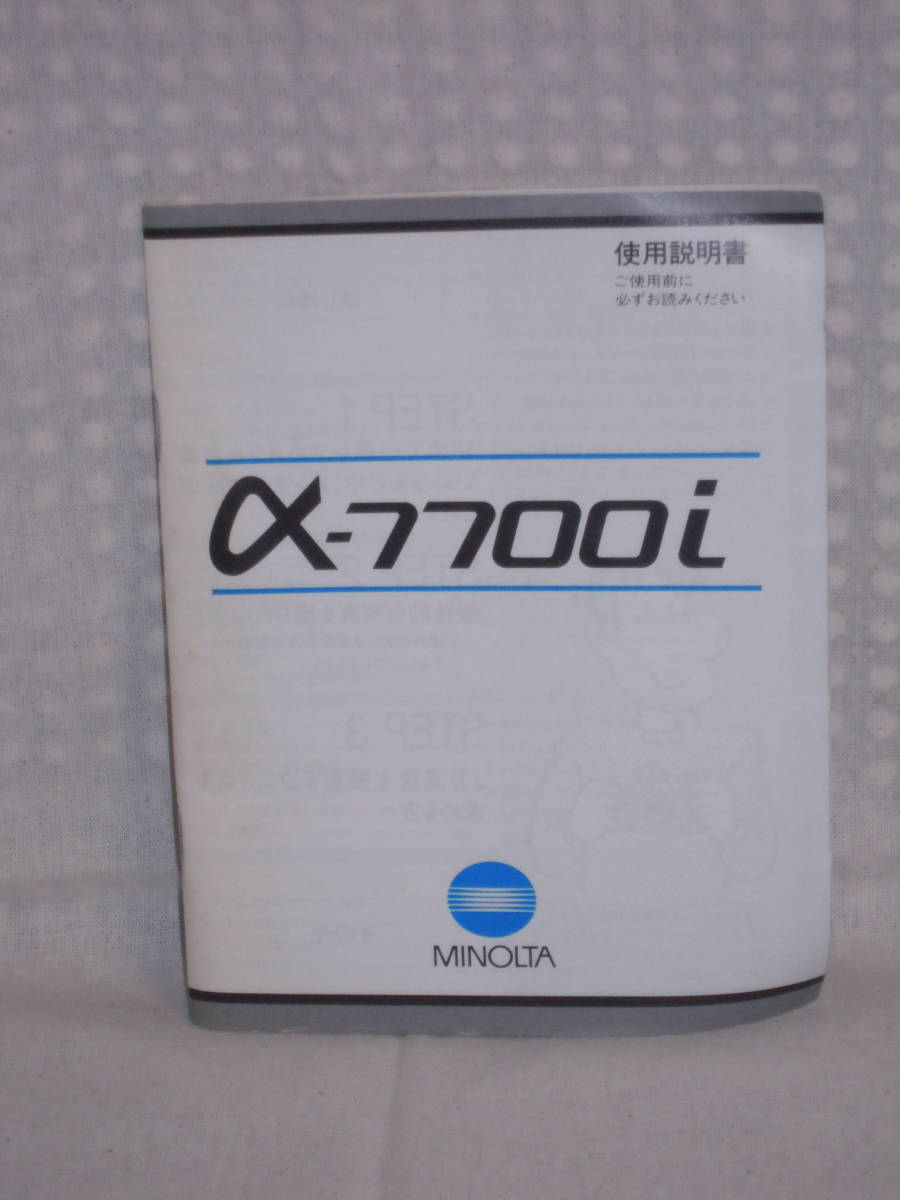 使用説明書
ご使用前に
必ずお読みください
α-7700i
MINOLTA